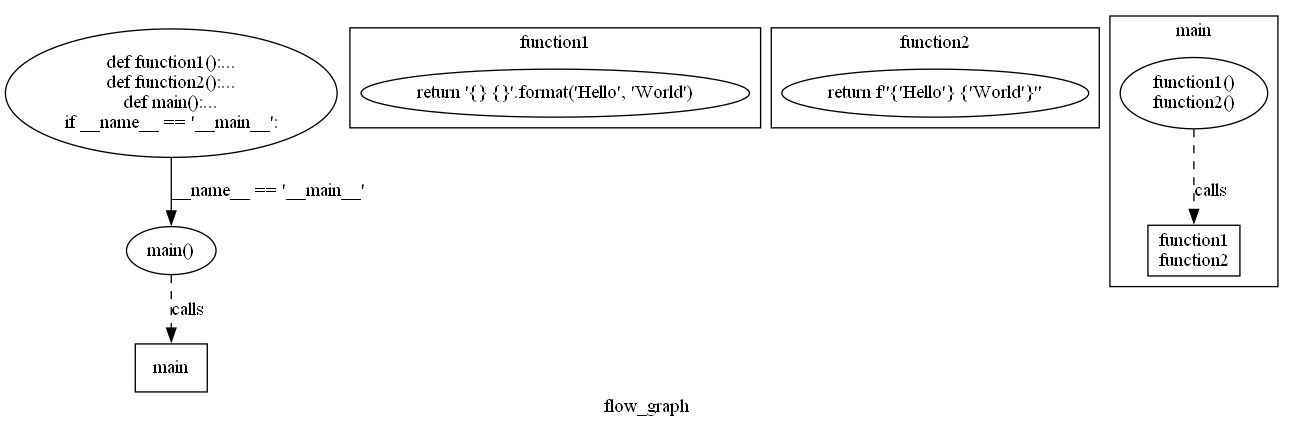 def function1():...
def function2():...
def main():...
if __name__ == '__main__':
__name__ == '__main__'
main()
calls
main
function1
return '{} {}'.format('Hello', 'World')
function2
return f"{'Hello'} {'World'}"
main
function1()
function2()
calls
function1
function2
flow_graph